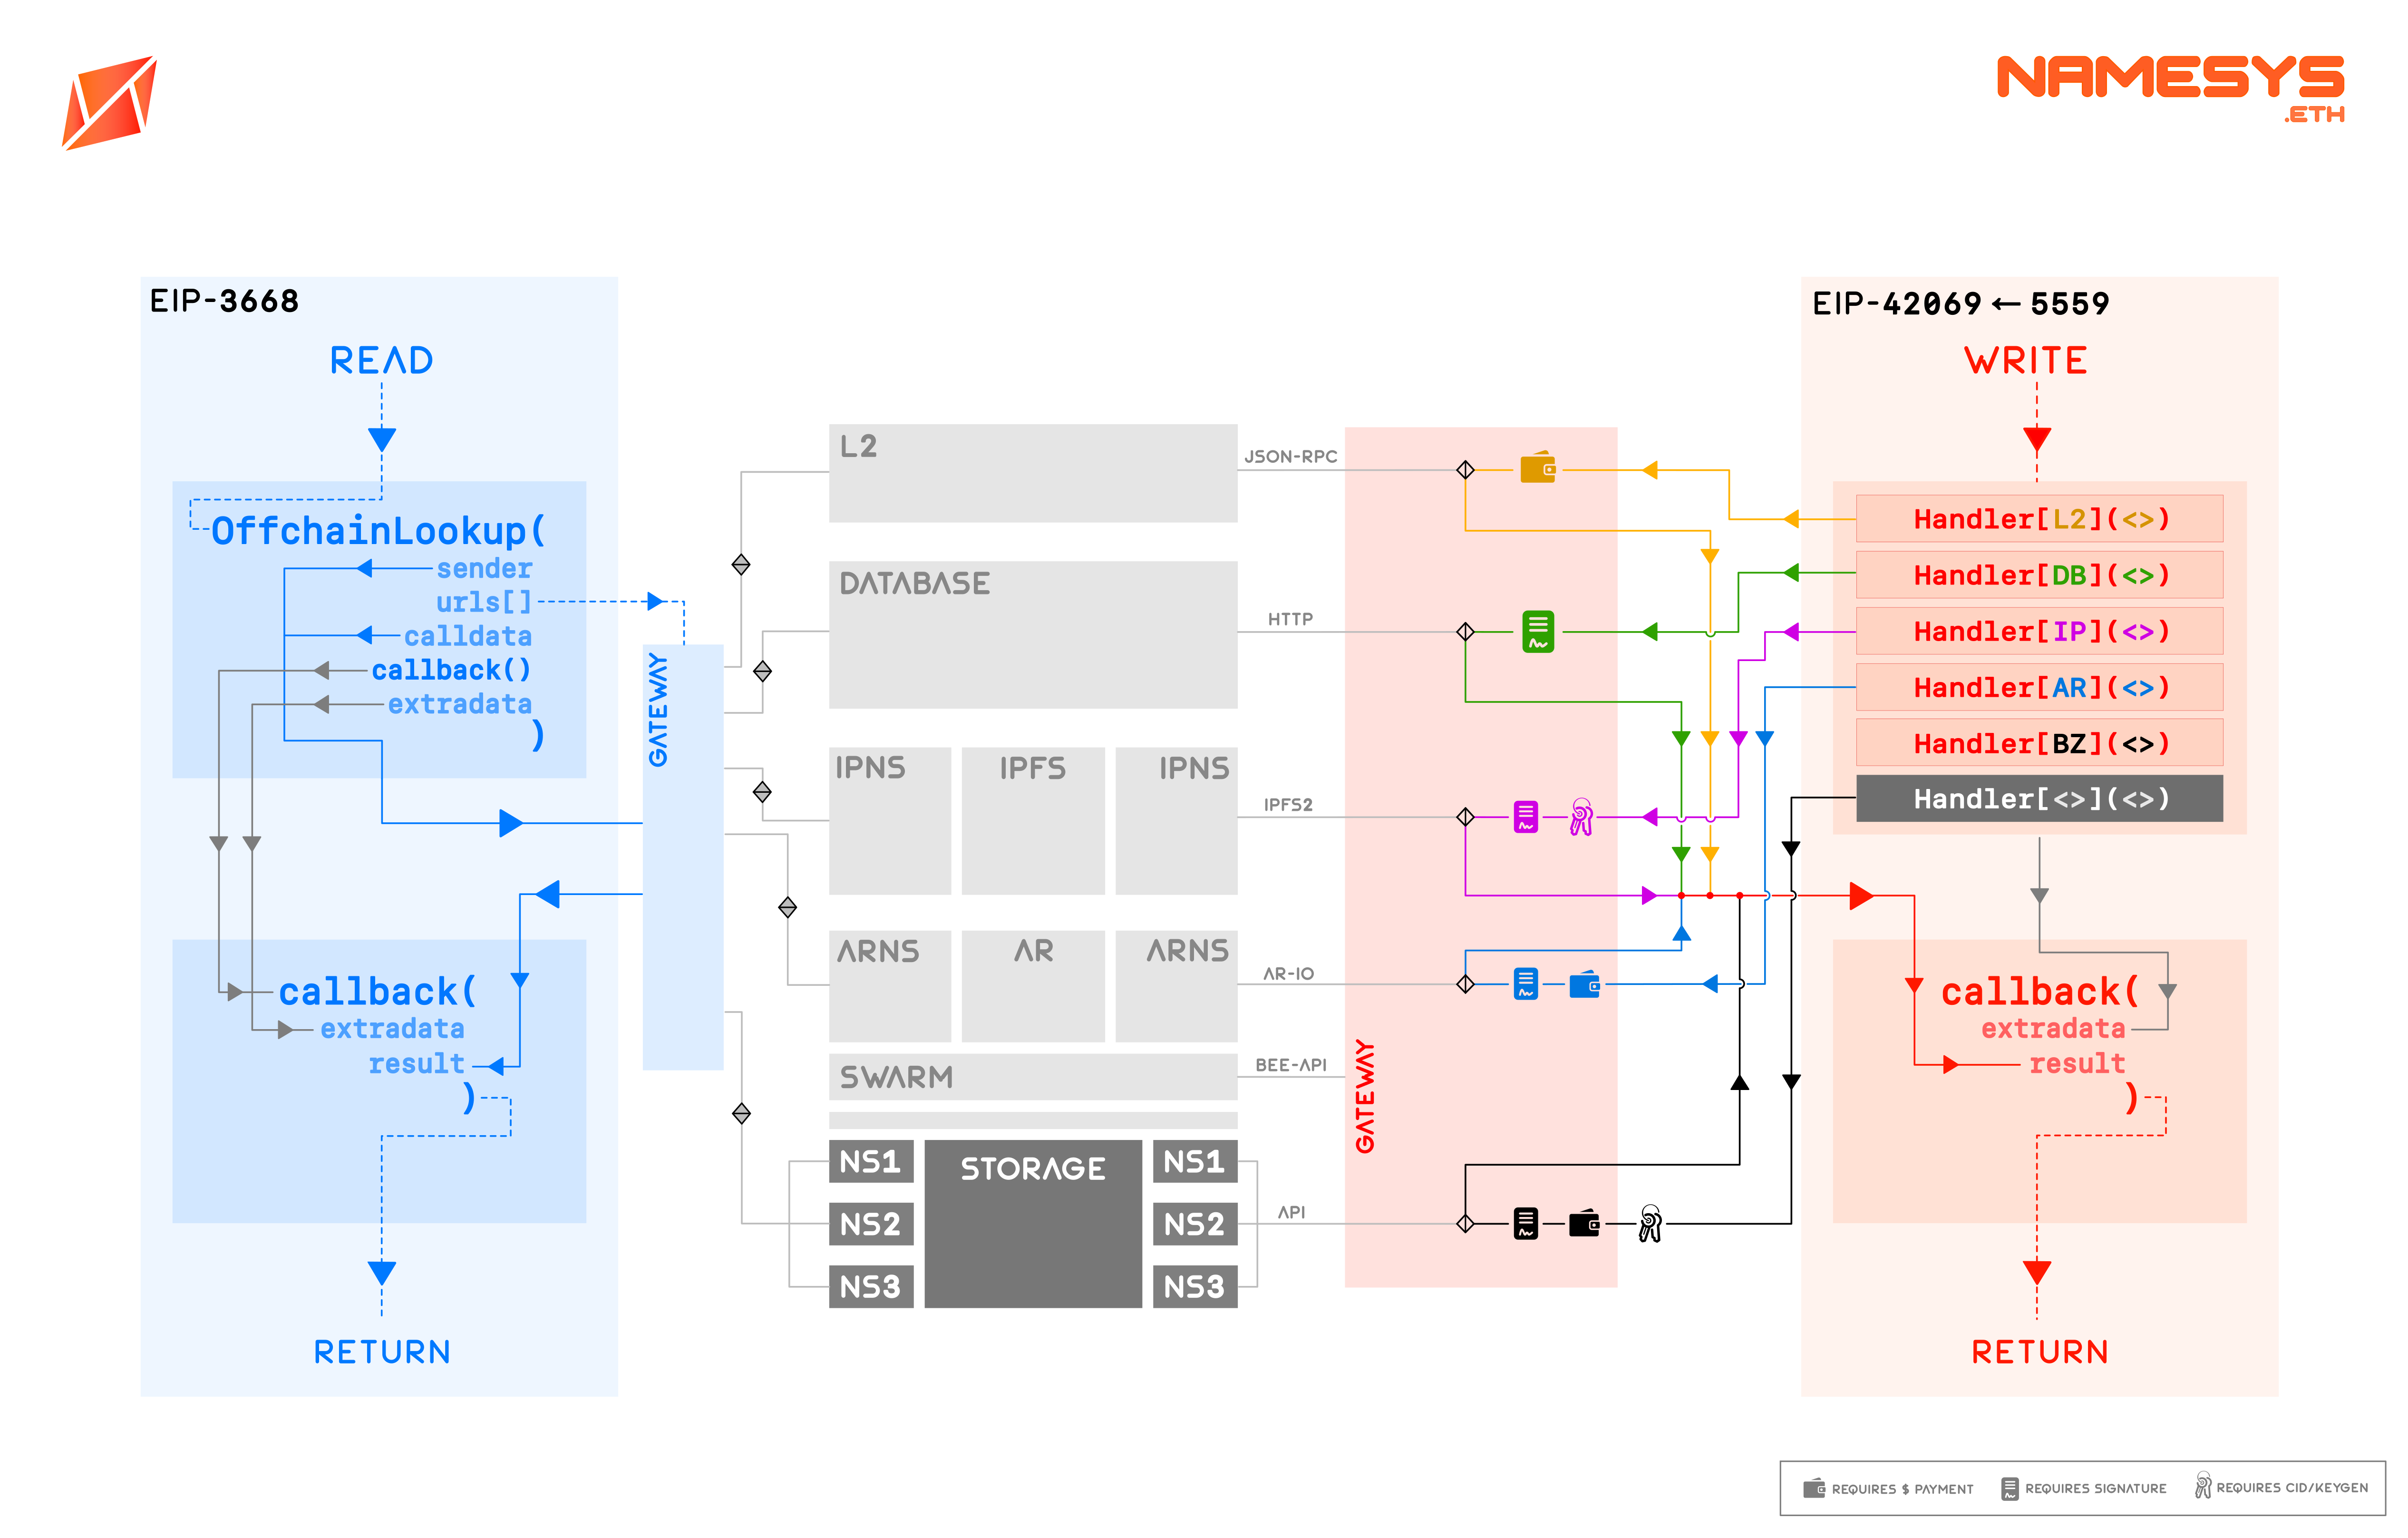 NAMESYS
.ETH
EIP-3668
READ
OffchainLookup(
sender
urls[]
calldata
callback()
extradata
)
callback(
extradata
result
)
RETURN
GATEWAY
L2
DATABASE
IPNS
IPFS
IPNS
ARNS
AR
ARNS
SWARM
NS1
NS2
NS3
STORAGE
NS1
NS2
NS3
JSON-RPC
HTTP
IPFS2
AR-IO
BEE-API
API
GATEWAY
EIP-42069 ← 5559
WRITE
Handler[L2](<>)
Handler[DB](<>)
Handler[IP](<>)
Handler[AR](<>)
Handler[BZ](<>)
Handler[<>](<>)
callback(
extradata
result
)
RETURN
REQUIRES $ PAYMENT
REQUIRES SIGNATURE
REQUIRES CID/KEYGEN